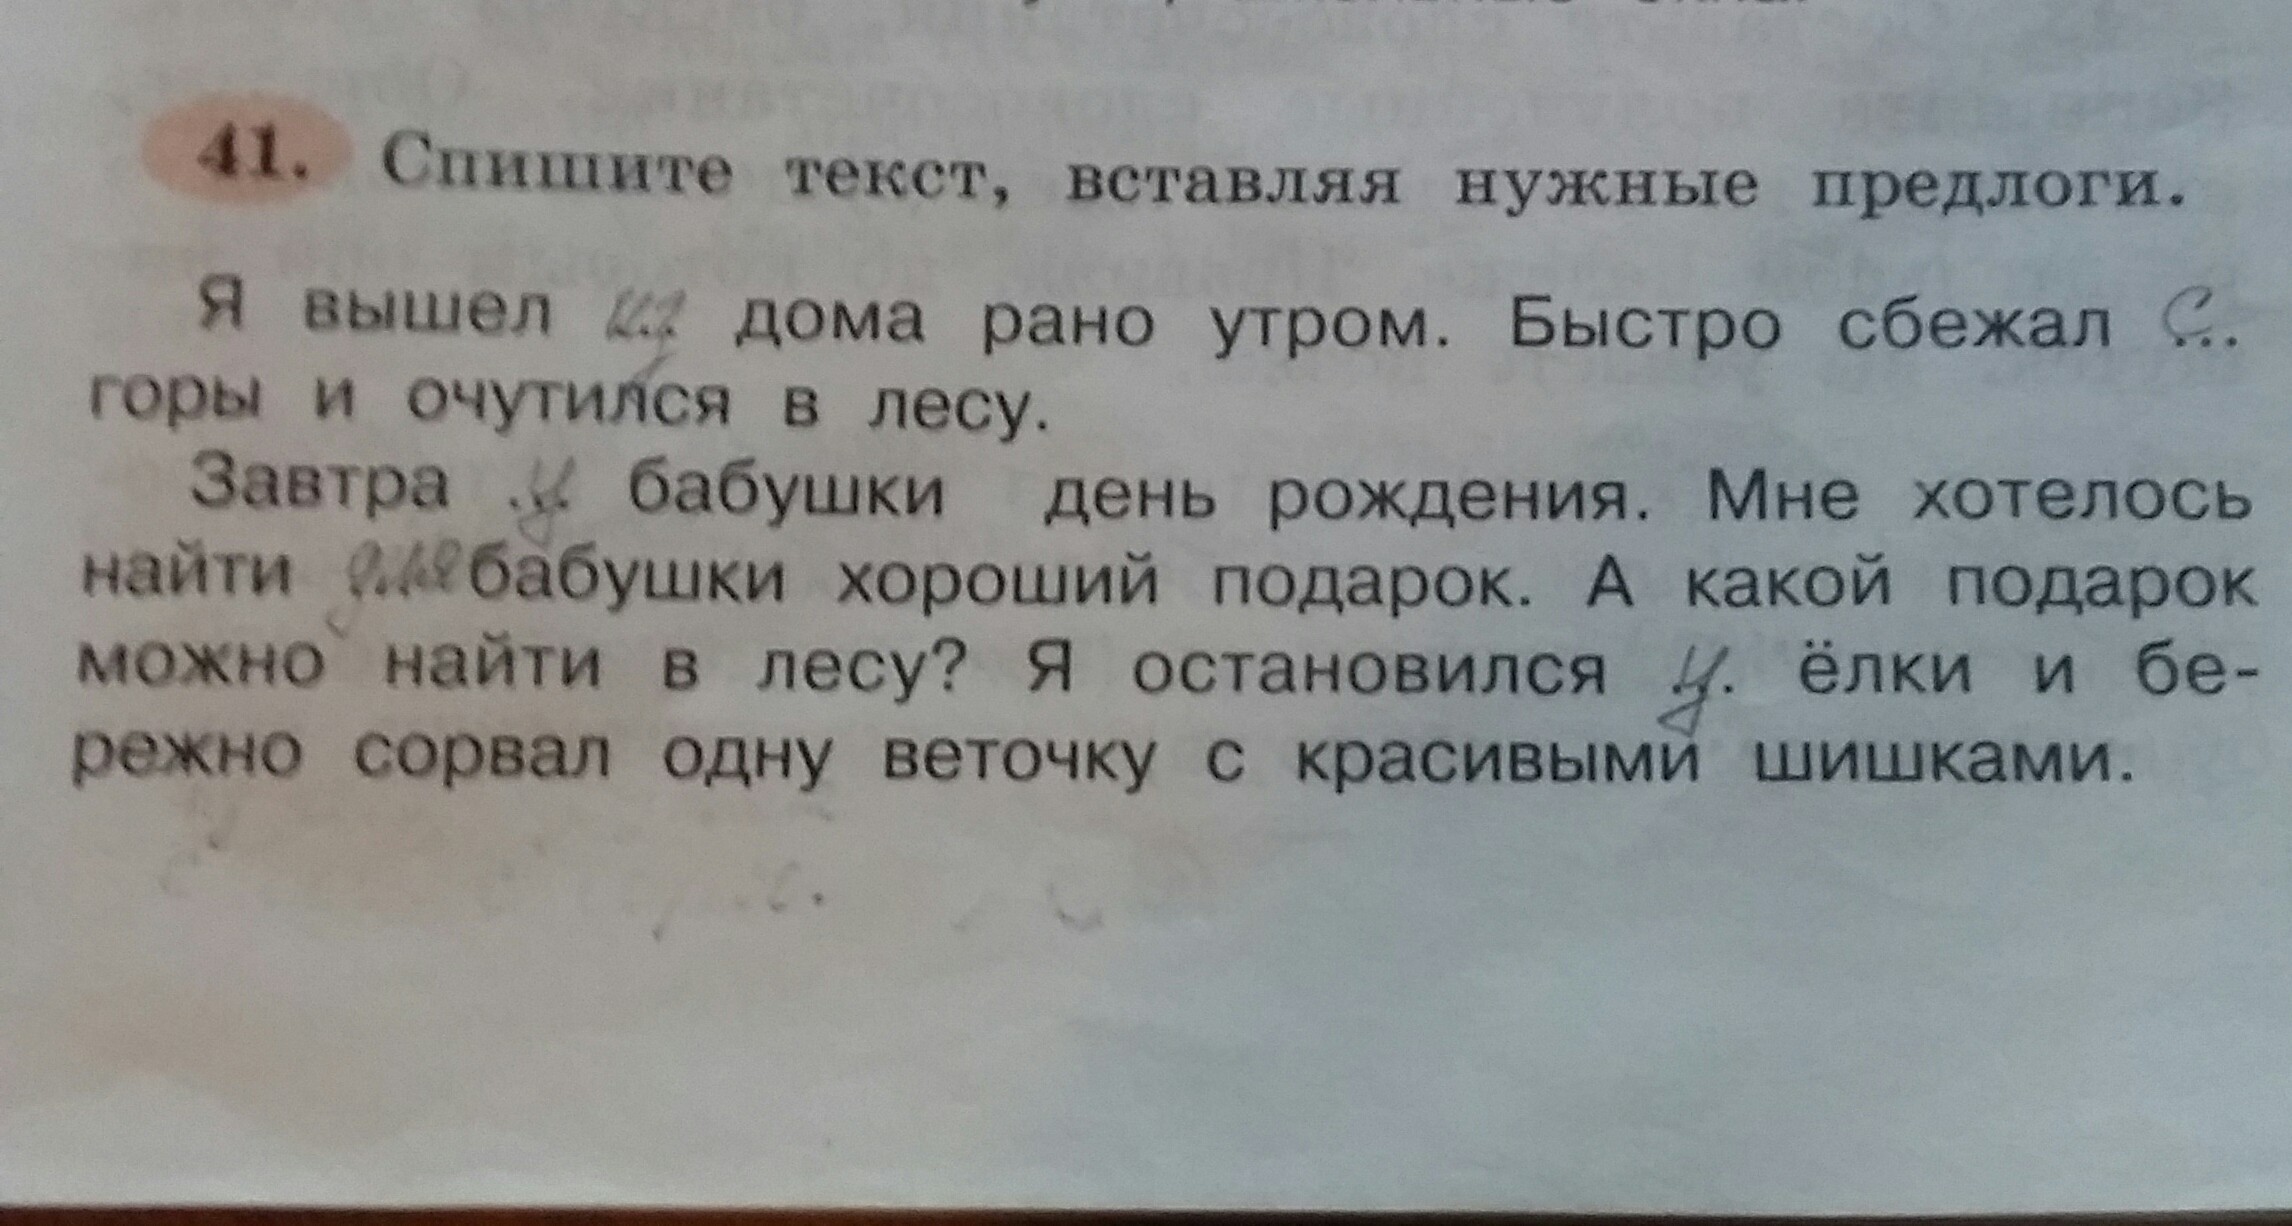 41. Спишите текст, вставляя нужные предлоги.
Я вышел из дома рано утром. Быстро сбежал с...
горы и очутился в лесу.
Завтра .у. бабушки день рождения. Мне хотелось
найти для бабушки хороший подарок. А какой подарок
можно найти в лесу? Я остановился .у. ёлки и бе-
режно сорвал одну веточку с красивыми шишками.